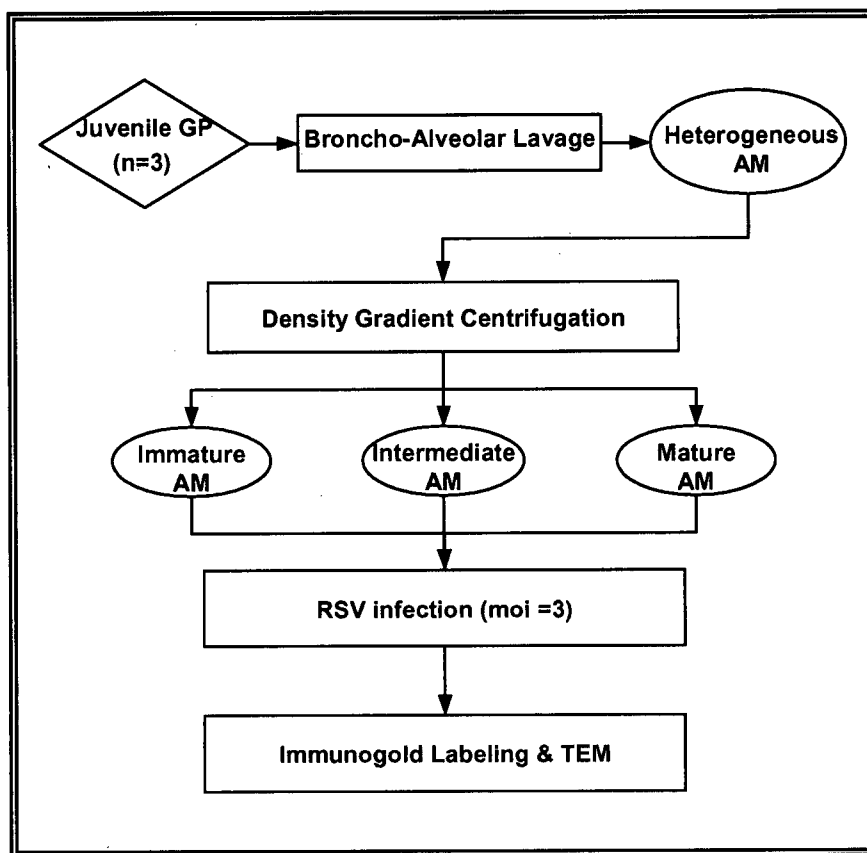 Juvenile GP
(n=3)
Broncho-Alveolar Lavage
Heterogeneous
AM
Density Gradient Centrifugation
Immature
AM
Intermediate
AM
Mature
AM
RSV infection (moi =3)
Immunogold Labeling & TEM